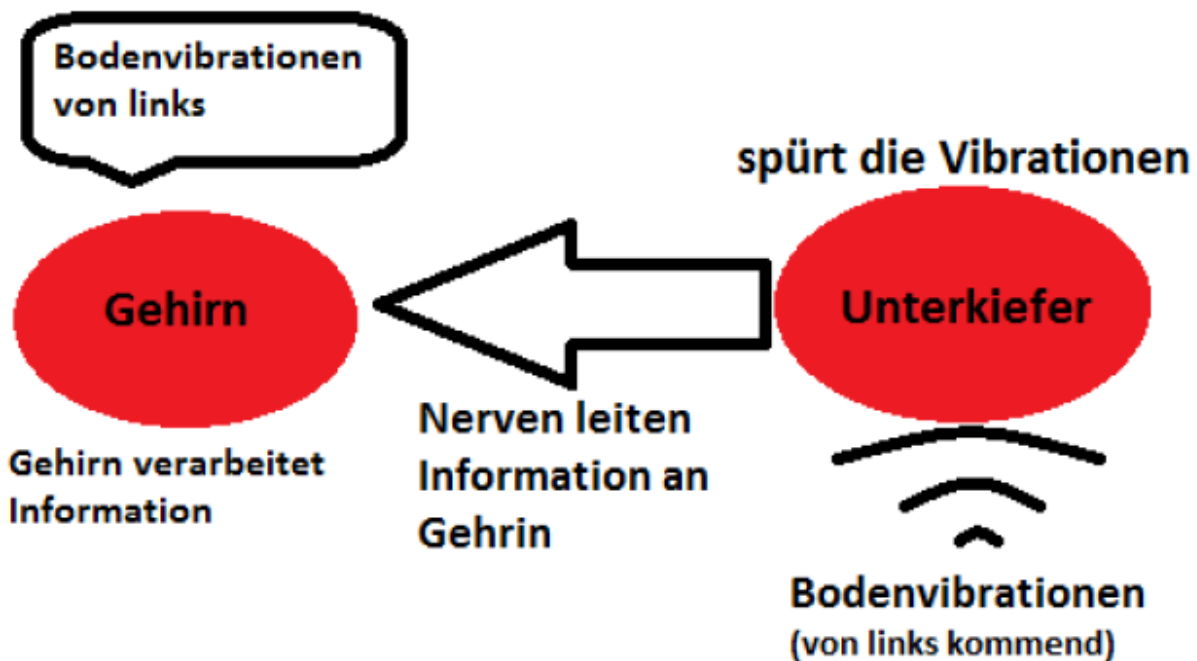 Bodenvibrationen
von links
spürt die Vibrationen
Gehirn
Unterkiefer
Nerven leiten
Information an
Gehrin
Gehirn verarbeitet
Information
Bodenvibrationen
(von links kommend)